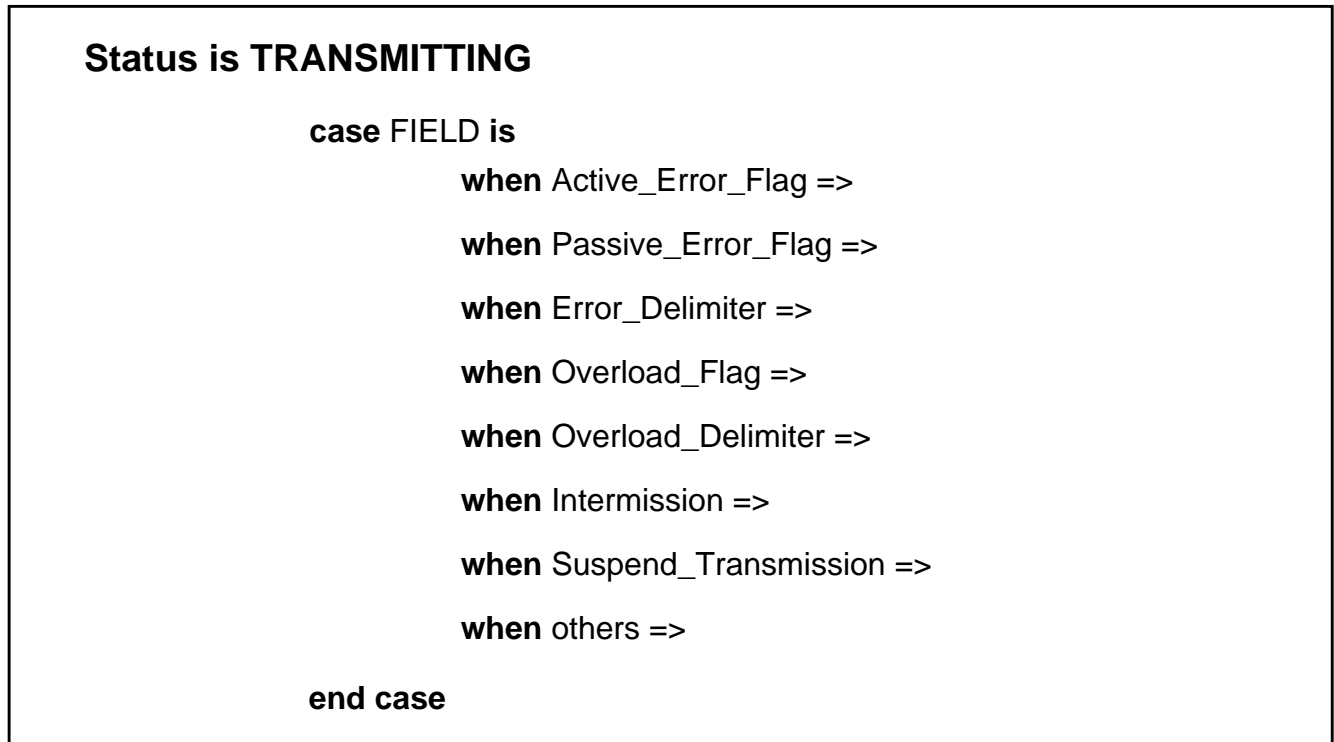 Status is TRANSMITTING
case FIELD is
when Active_Error_Flag =>
when Passive_Error_Flag =>
when Error_Delimiter =>
when Overload_Flag =>
when Overload_Delimiter =>
when Intermission =>
when Suspend_Transmission =>
when others =>
end case